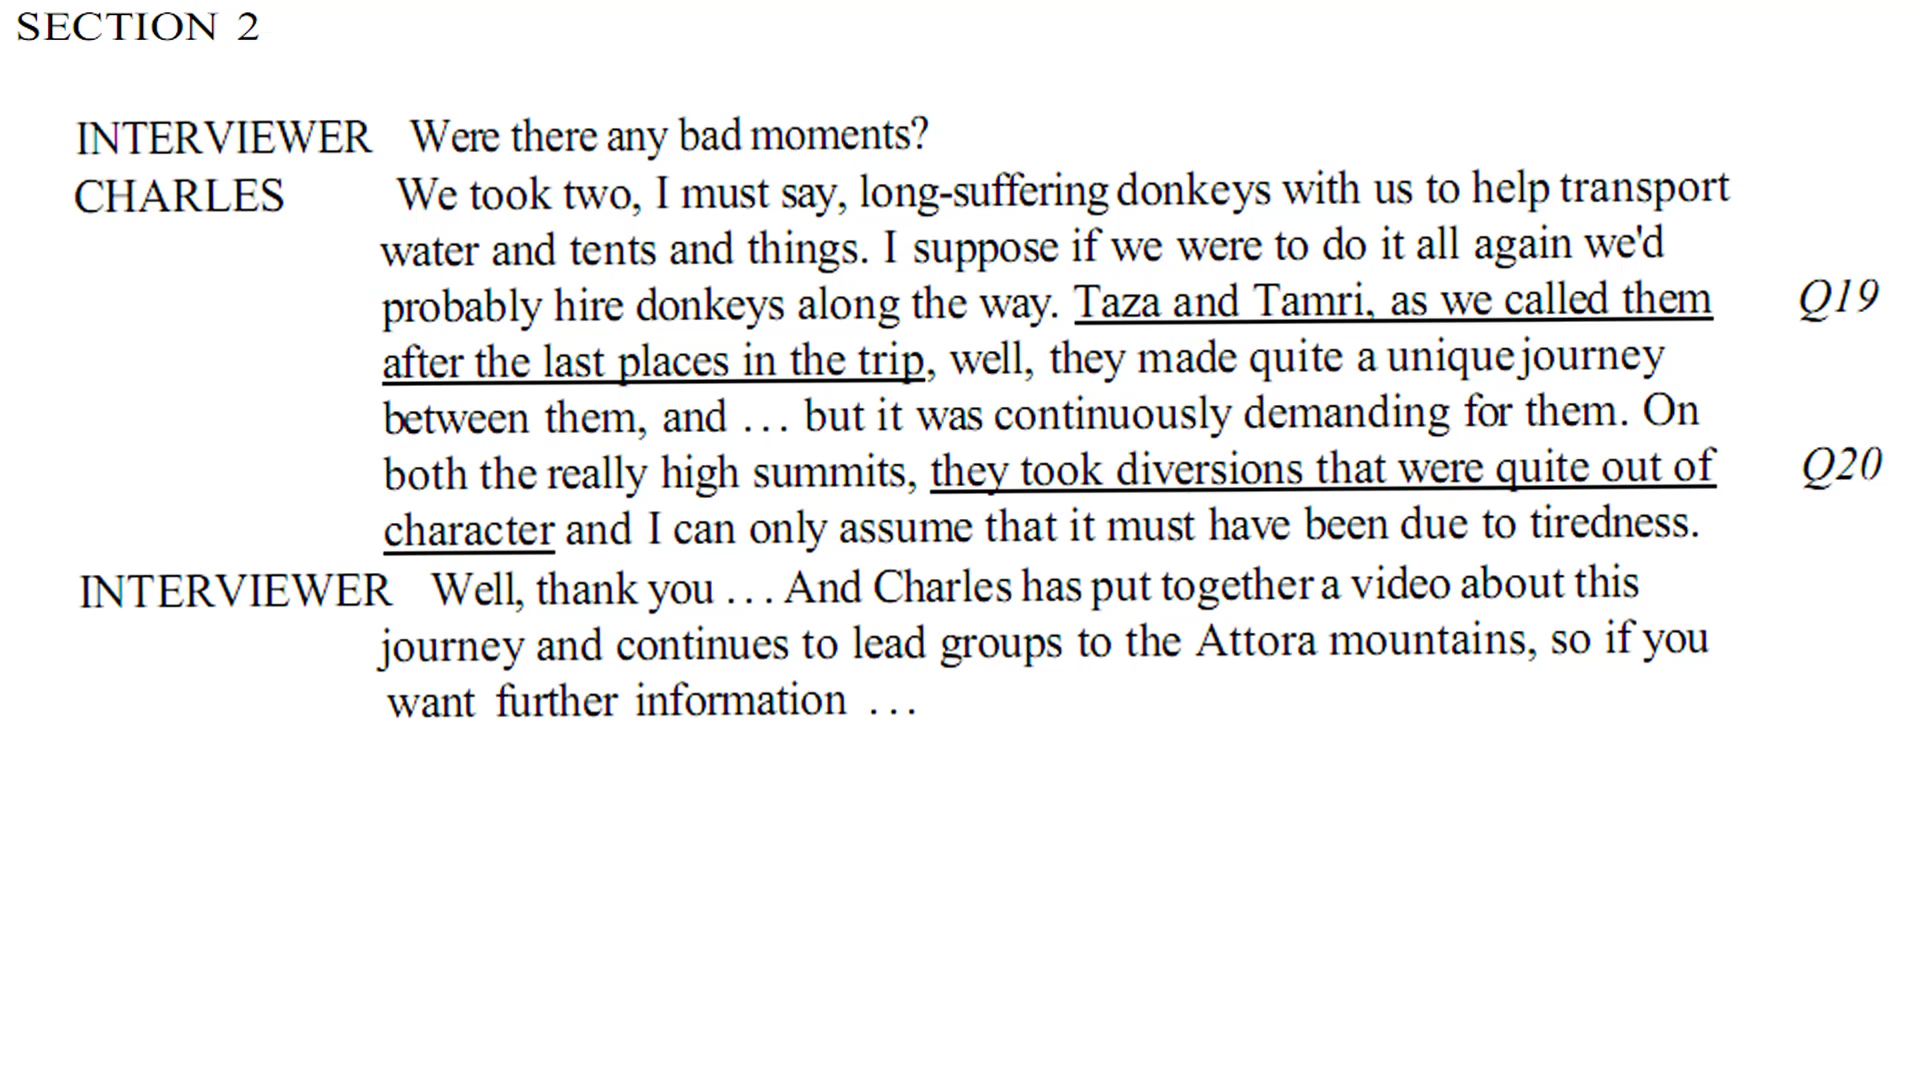 SECTION 2
INTERVIEWER Were there any bad moments?
CHARLES We took two, I must say, long-suffering donkeys with us to help transport
water and tents and things. I suppose if we were to do it all again we'd
probably hire donkeys along the way. Taza and Tamri, as we called them Q19
after the last places in the trip, well, they made quite a unique journey
between them, and ... but it was continuously demanding for them. On
both the really high summits, they took diversions that were quite out of Q20
character and I can only assume that it must have been due to tiredness.
INTERVIEWER Well, thank you ... And Charles has put together a video about this
journey and continues to lead groups to the Attora mountains, so if you
want further information ...